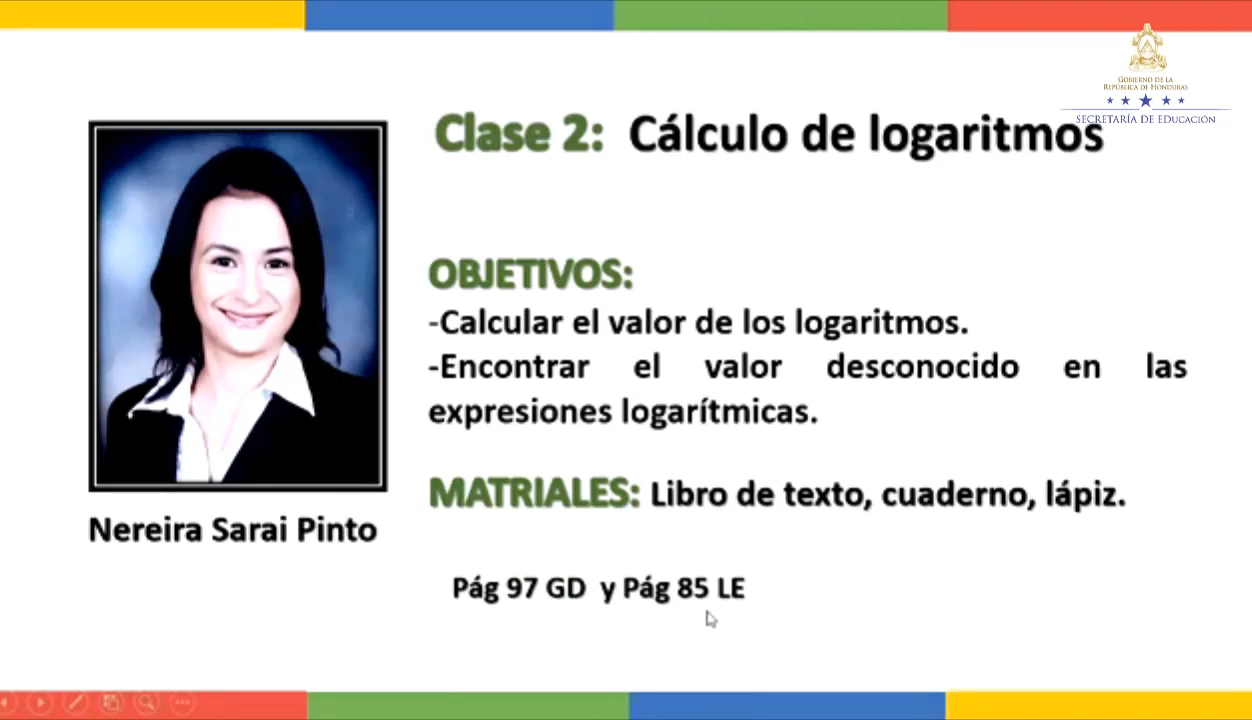 GOBIERNO DE LA
REPÚBLICA DE HONDURAS
SECRETARÍA DE EDUCACIÓN
Clase 2: Cálculo de logaritmos
OBJETIVOS:
-Calcular el valor de los logaritmos.
-Encontrar el valor desconocido en las
expresiones logarítmicas.
MATRIALES: Libro de texto, cuaderno, lápiz.
Nereira Sarai Pinto
Pág 97 GD y Pág 85 LE